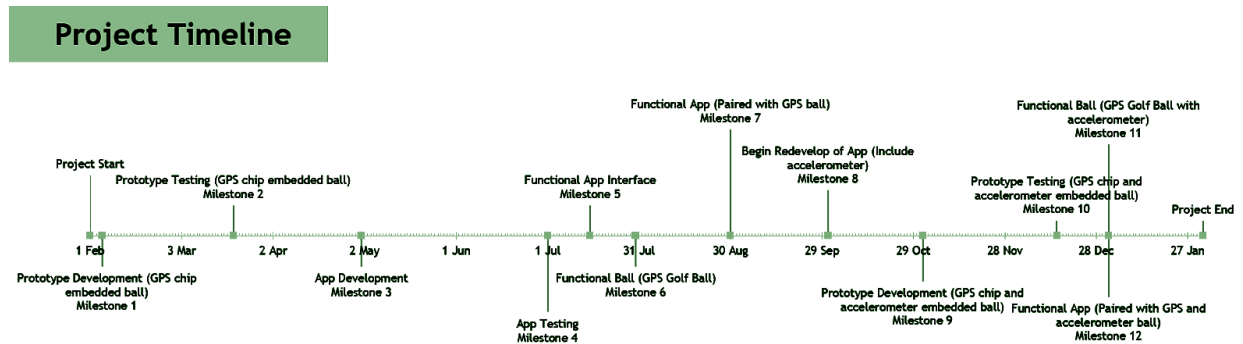 Project Timeline
Functional App (Paired with GPS ball)
Milestone 7
Functional Ball (GPS Golf Ball with
accelerometer)
Milestone 11
Begin Redevelop of App (Include
accelerometer)
Milestone 8
Project Start
Prototype Testing (GPS chip embedded ball)
Milestone 2
Functional App Interface
Milestone 5
Prototype Testing (GPS chip and
accelerometer embedded ball)
Milestone 10
Project End
1 Feb
3 Mar
2 Apr
2 May
1 Jun
1 Jul
31 Jul
30 Aug
29 Sep
29 Oct
28 Nov
28 Dec
27 Jan
Prototype Development (GPS chip
embedded ball)
Milestone 1
App Development
Milestone 3
App Testing
Milestone 4
Functional Ball (GPS Golf Ball)
Milestone 6
Prototype Development (GPS chip and
accelerometer embedded ball)
Milestone 9
Functional App (Paired with GPS and
accelerometer ball)
Milestone 12